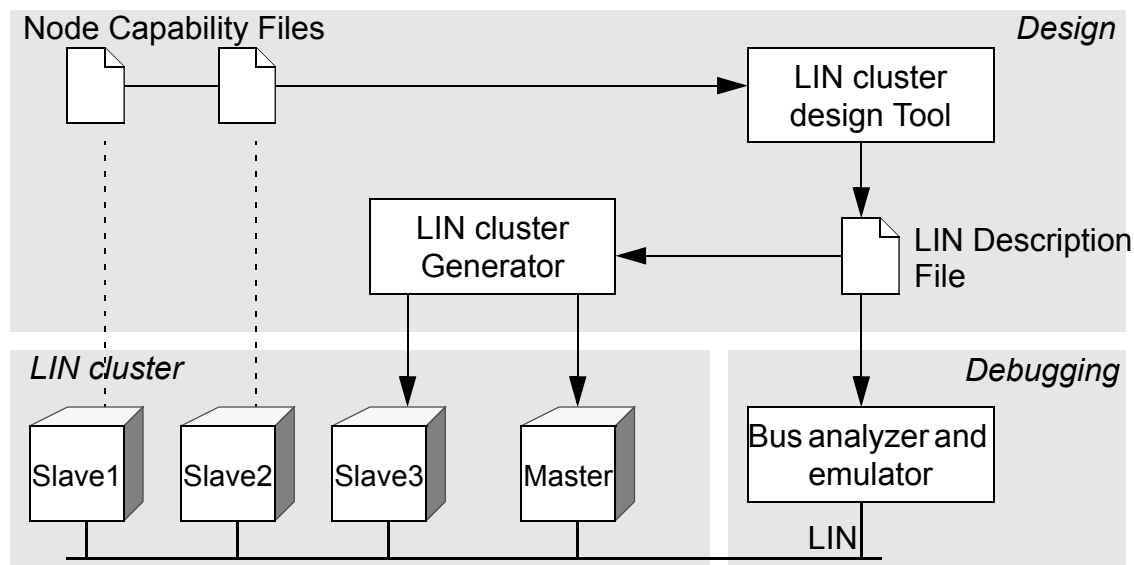 Node Capability Files
Design
LIN cluster
design Tool
LIN cluster
Generator
LIN Description
File
LIN cluster
Debugging
Slave1
Slave2
Slave3
Master
Bus analyzer and
emulator
LIN